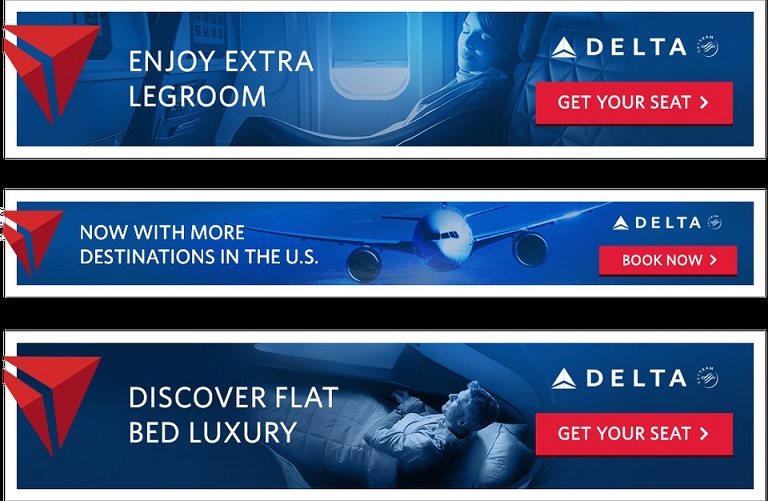 ENJOY EXTRA
LEGROOM
DELTA
GET YOUR SEAT >
NOW WITH MORE
DESTINATIONS IN THE U.S.
DELTA
BOOK NOW >
DISCOVER FLAT
BED LUXURY
DELTA
GET YOUR SEAT >